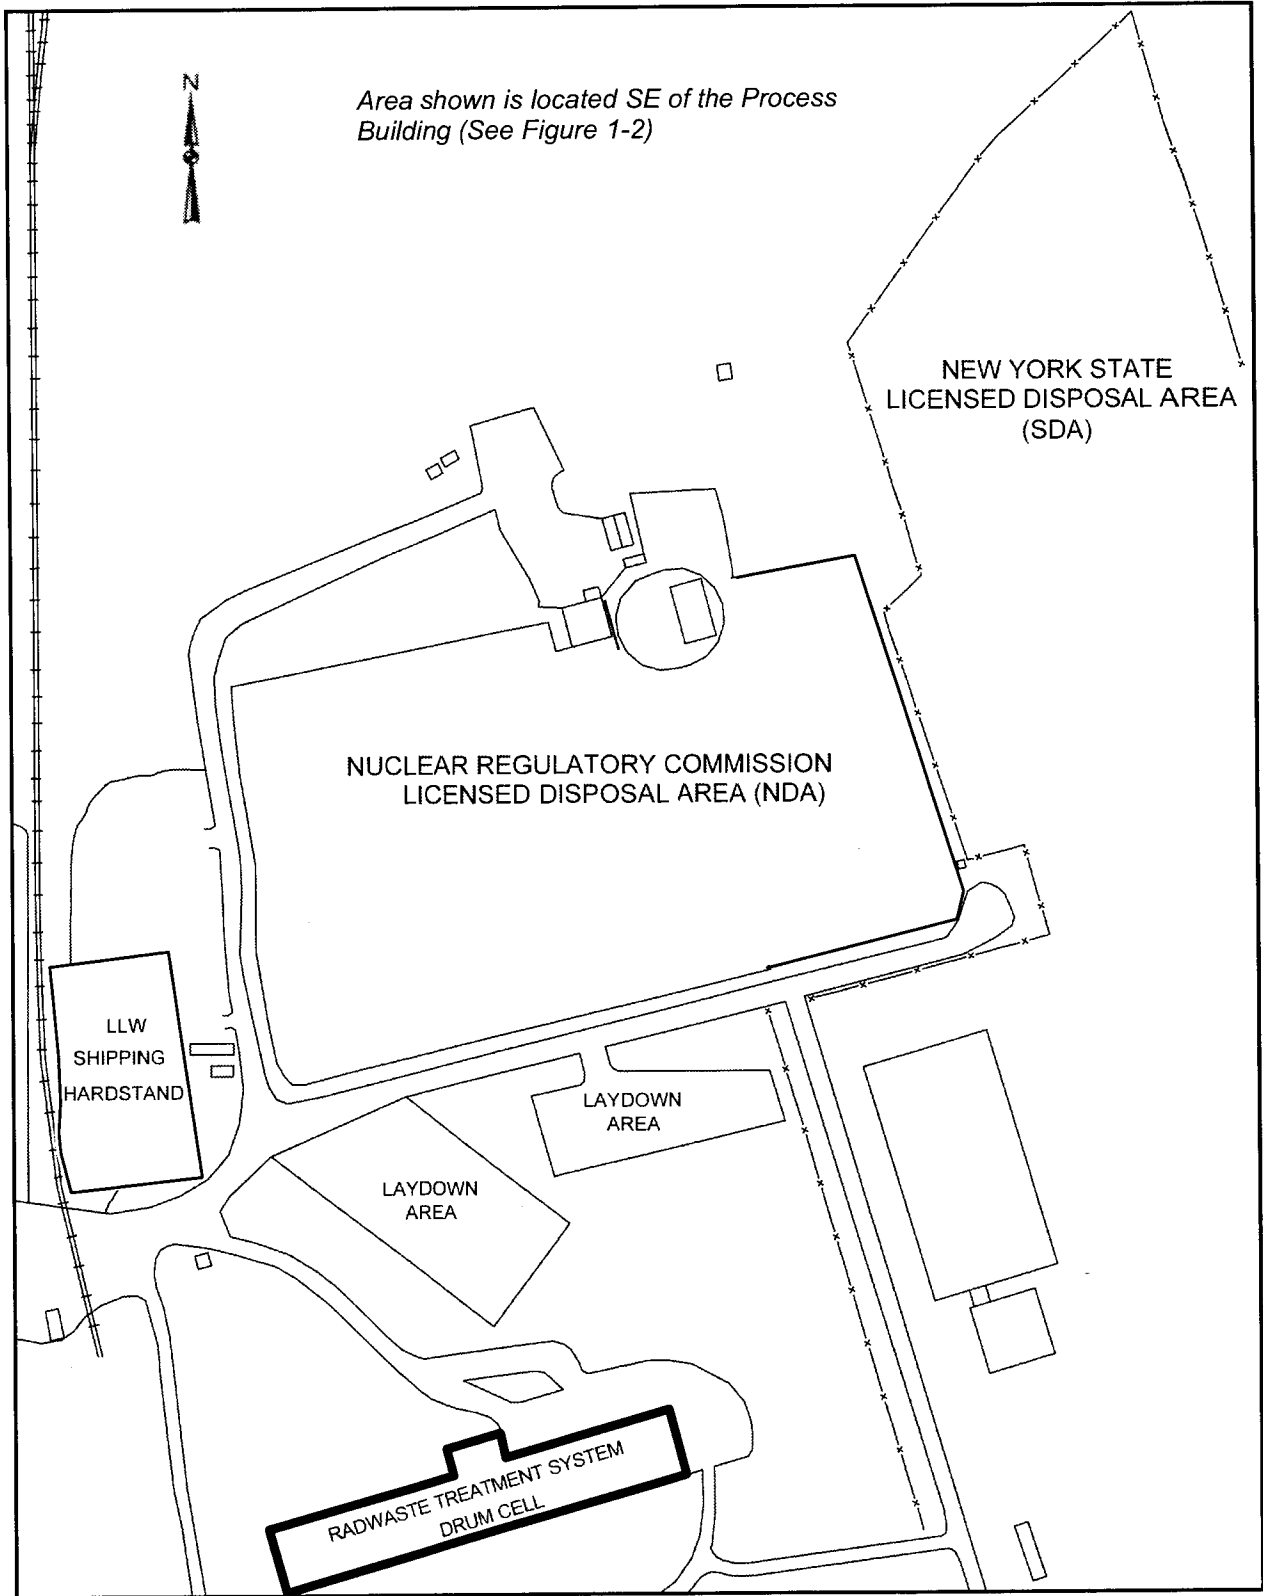 N
Area shown is located SE of the Process
Building (See Figure 1-2)
NEW YORK STATE
LICENSED DISPOSAL AREA
(SDA)
NUCLEAR REGULATORY COMMISSION
LICENSED DISPOSAL AREA (NDA)
LLW
SHIPPING
HARDSTAND
LAYDOWN
AREA
LAYDOWN
AREA
RADWASTE TREATMENT SYSTEM
DRUM CELL